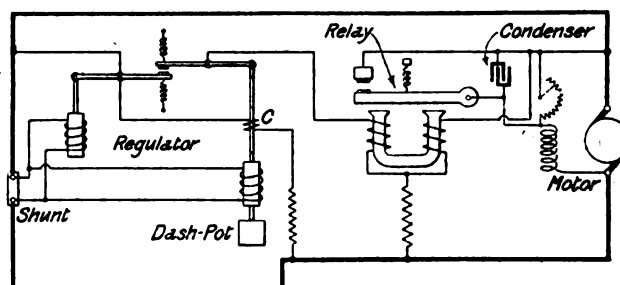 Relay
Condenser
C
Regulator
Shunt
Dash-Pot
Motor